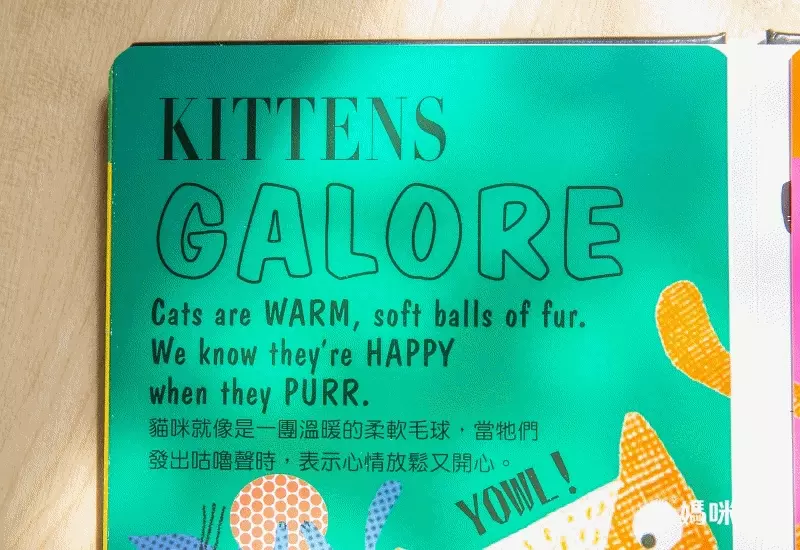 KITTENS
GALORE
Cats are WARM, soft balls of fur.
We know they're HAPPY
when they PURR.
貓咪就像是一團溫暖的柔軟毛球，當牠們
發出咕嚕聲時，表示心情放鬆又開心。
YOWL!
媽咪